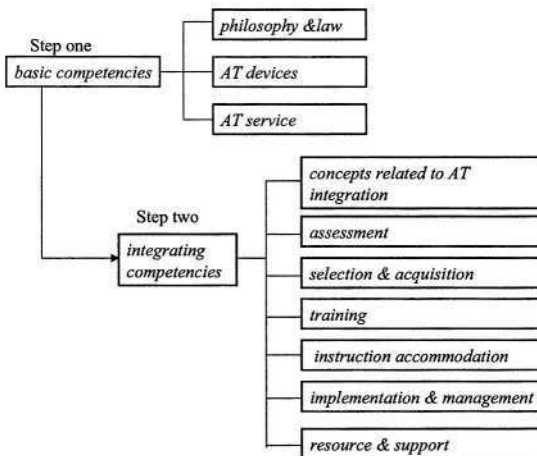 philosophy &law
Step one
basic competencies
AT devices
AT service
concepts related to AT
integration
Step two
assessment
integrating
competencies
selection & acquisition
training
instruction accommodation
implementation & management
resource & support